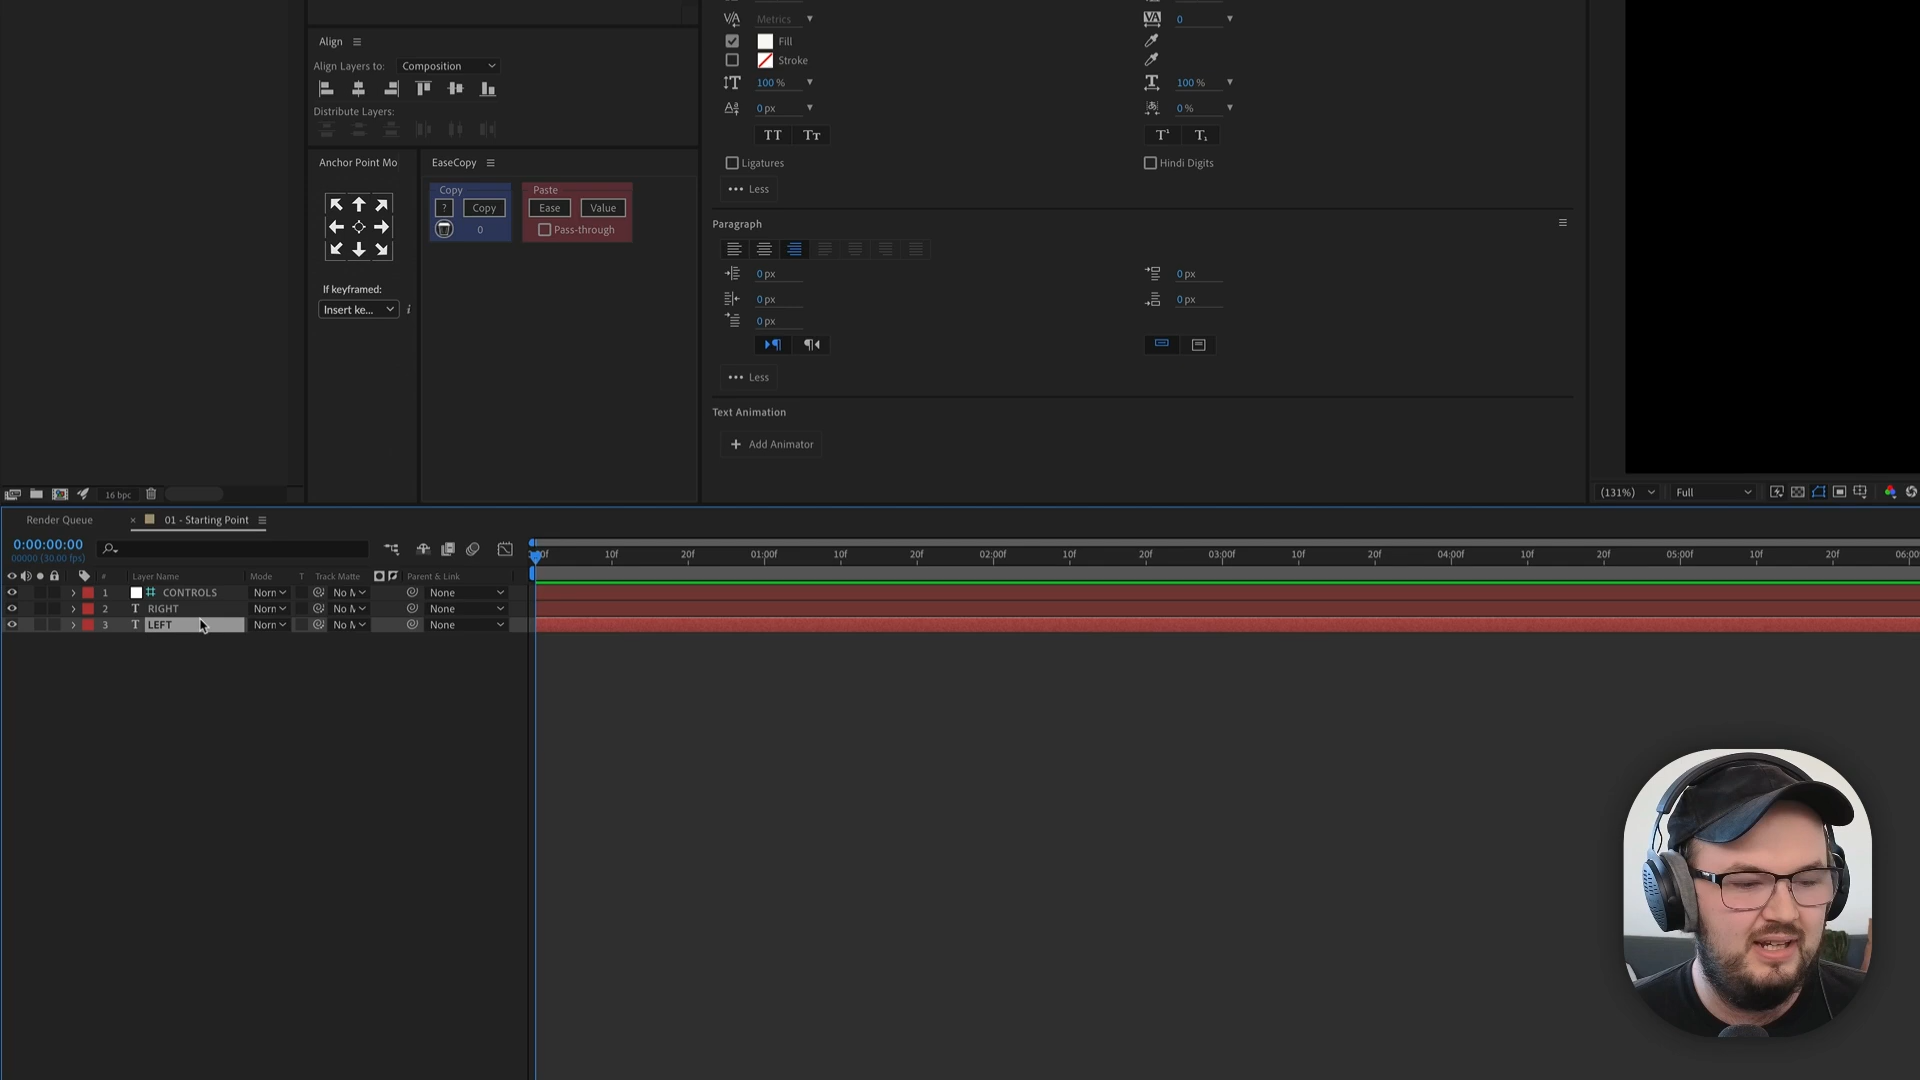 Metrics
0
Align
Fill
Align Layers to: Composition
Stroke
100 %
100 %
Distribute Layers:
0 px
0 %
TT
Tт
T¹
T₁
Anchor Point Mo
EaseCopy
Ligatures
Hindi Digits
Copy
Paste
? Copy
Ease
Value
••• Less
0
Pass-through
Paragraph
0 px
0 px
If keyframed:
Insert ke...
i
0 px
0 px
0 px
••• Less
Text Animation
+ Add Animator
16 bpc
(131%)
Full
Render Queue
× 01 - Starting Point
0:00:00:00
00000 (30.00 fps)
10f
20f
01:00f
10f
20f
02:00f
10f
20f
03:00f
10f
20f
04:00f
10f
20f
05:00f
10f
20f
06:00
# Layer Name Mode T Track Matte Parent & Link
1 CONTROLS Norn No M None
2 T RIGHT Norn No M None
3 T LEFT Norn No M None